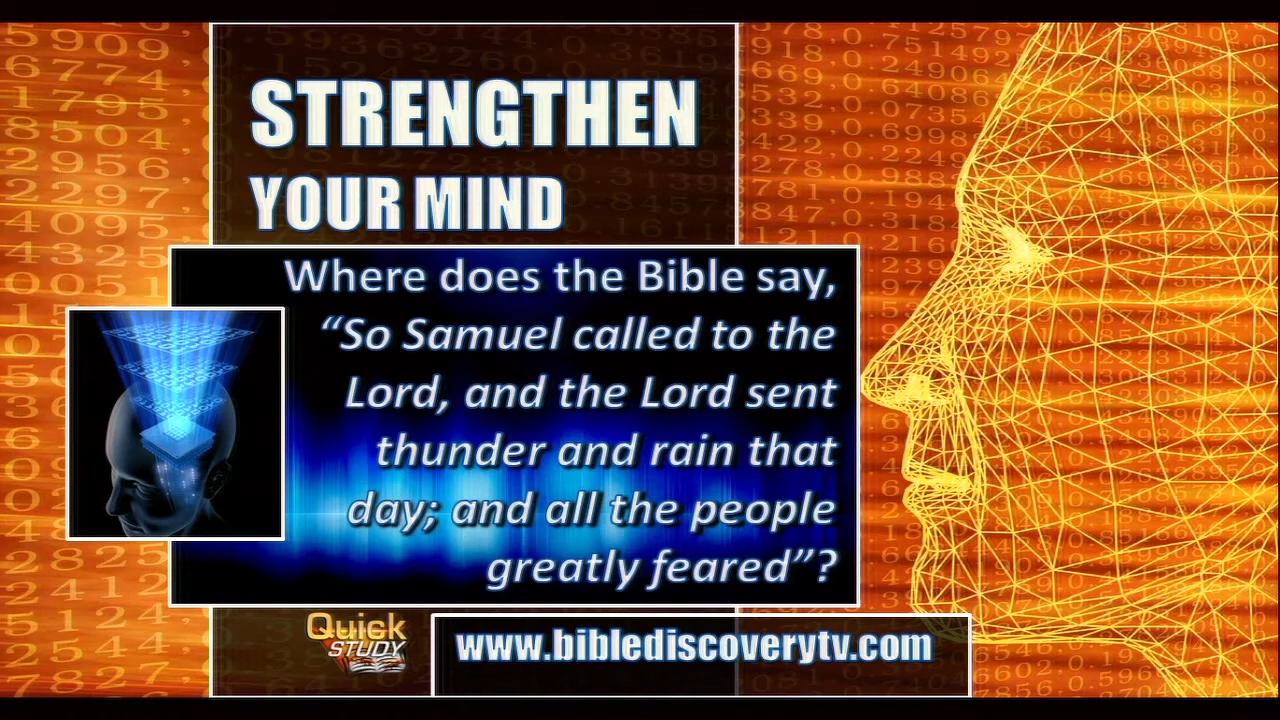 STRENGTHEN
YOUR MIND
Where does the Bible say,
“So Samuel called to the
Lord, and the Lord sent
thunder and rain that
day; and all the people
greatly feared”?
Quick
STUDY
www.biblediscoverytv.com